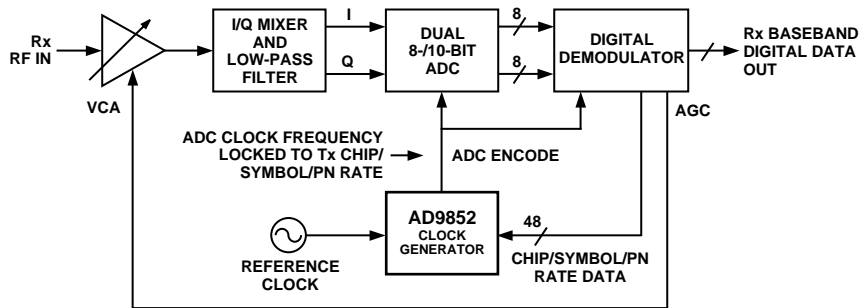 Rx
RF IN
VCA
I/Q MIXER
AND
LOW-PASS
FILTER
I
Q
DUAL
8-/10-BIT
ADC
8
8
DIGITAL
DEMODULATOR
Rx BASEBAND
DIGITAL DATA
OUT
AGC
ADC CLOCK FREQUENCY
LOCKED TO Tx CHIP/
SYMBOL/PN RATE
ADC ENCODE
AD9852
CLOCK
GENERATOR
48
CHIP/SYMBOL/PN
RATE DATA
REFERENCE
CLOCK